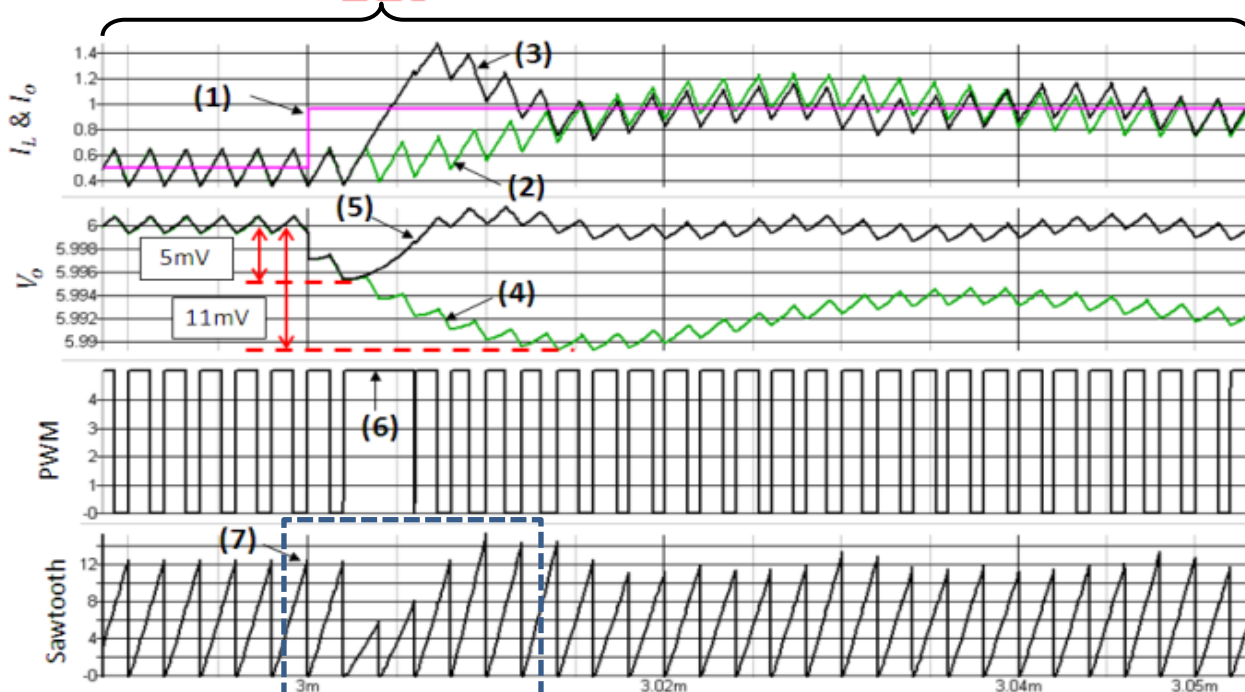 1.4
1.2
1
0.8
0.6
0.4
I_L & I_o
(1)
(2)
(3)
6
5.998
5.996
5.994
5.992
5.99
V_o
5mV
11mV
(5)
(4)
4
3
2
1
-0
PWM
(6)
12
8
4
-0
Sawtooth
(7)
3m
3.02m
3.04m
3.05m